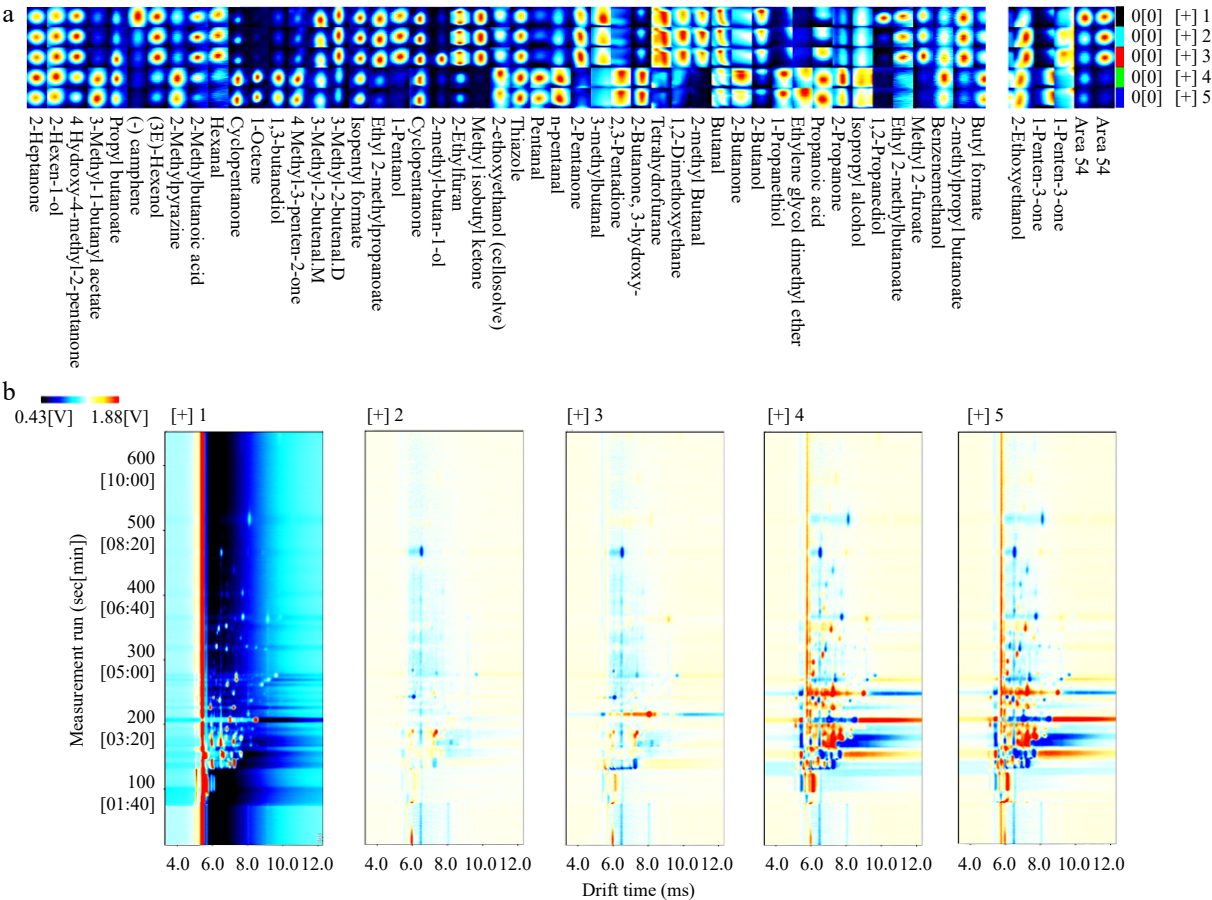 a
0[0] [+] 1
0[0] [+] 2
0[0] [+] 3
0[0] [+] 4
0[0] [+] 5
2-Heptanone
2-Hexen-1-ol
4 Hydroxy-4-methyl-2-pentanone
3-Methyl-1-butanyl acetate
Propyl butanoate
(-) camphene
(3E)-Hexenol
2-Methylpyrazine
2-Methylbutanoic acid
Hexanal
Cyclopentanone
1-Octene
1,3-butanediol
4 Methyl-3-penten-2-one
3-Methyl-2-butenal.M
3-Methyl-2-butenal.D
Isopentyl formate
Ethyl 2-methylpropanoate
1-Pentanol
Cyclopentanone
2-methyl-butan-1-ol
2-Ethylfuran
Methyl isobutyl ketone
2-ethoxyethanol (cellosolve)
Thiazole
Pentanal
n-pentanal
2-Pentanone
3-methylbutanal
2,3-Pentadione
2-Butanone, 3-hydroxy-
Tetrahydrofurane
1,2-Dimethoxyethane
2-methyl Butanal
Butanal
2-Butanone
2-Butanol
1-Propanethiol
Ethylene glycol dimethyl ether
Propanoic acid
2-Propanone
Isopropyl alcohol
1,2-Propanediol
Ethyl 2-methylbutanoate
Methyl 2-furoate
Benzenemethanol
2-methylpropyl butanoate
Butyl formate
2-Ethoxyethanol
1-Penten-3-one
1-Penten-3-one
Area 54
Area 54
b
0.43[V] 1.88[V]
[+] 1 [+] 2 [+] 3 [+] 4 [+] 5
Measurement run (sec[min])
600
[10:00]
500
[08:20]
400
[06:40]
300
[05:00]
200
[03:20]
100
[01:40]
4.0 6.0 8.0 10.0 12.0 4.0 6.0 8.0 10.0 12.0 4.0 6.0 8.0 10.0 12.0 4.0 6.0 8.0 10.0 12.0 4.0 6.0 8.0 10.0 12.0
Drift time (ms)